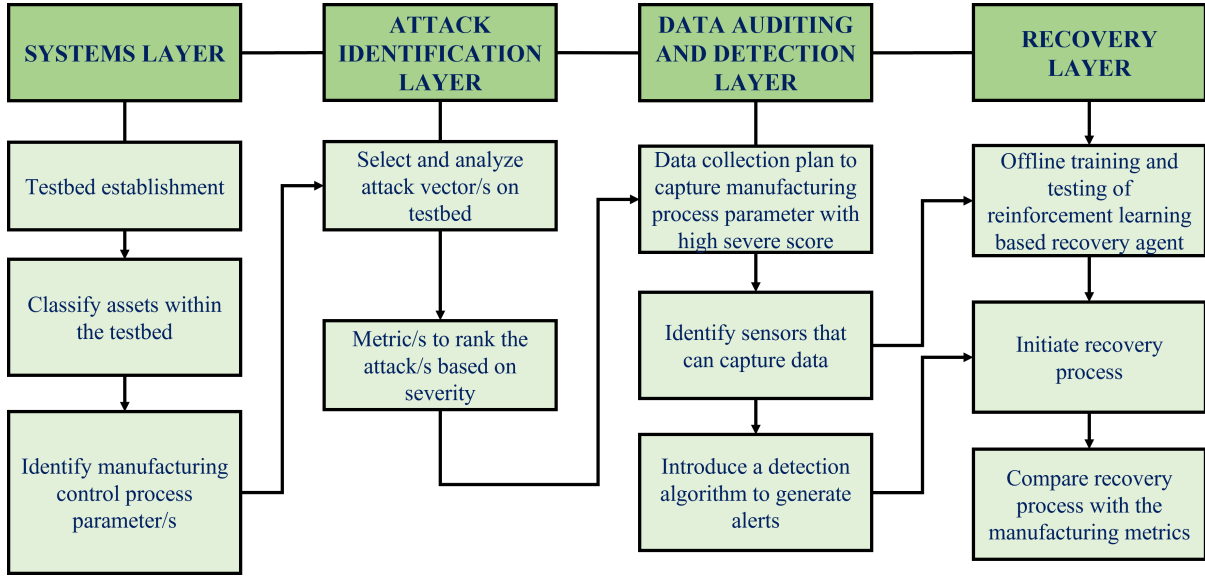 SYSTEMS LAYER
Testbed establishment
Classify assets within
the testbed
Identify manufacturing
control process
parameter/s
ATTACK
IDENTIFICATION
LAYER
Select and analyze
attack vector/s on
testbed
Metric/s to rank the
attack/s based on
severity
DATA AUDITING
AND DETECTION
LAYER
Data collection plan to
capture manufacturing
process parameter with
high severe score
Identify sensors that
can capture data
Introduce a detection
algorithm to generate
alerts
RECOVERY
LAYER
Offline training and
testing of
reinforcement learning
based recovery agent
Initiate recovery
process
Compare recovery
process with the
manufacturing metrics